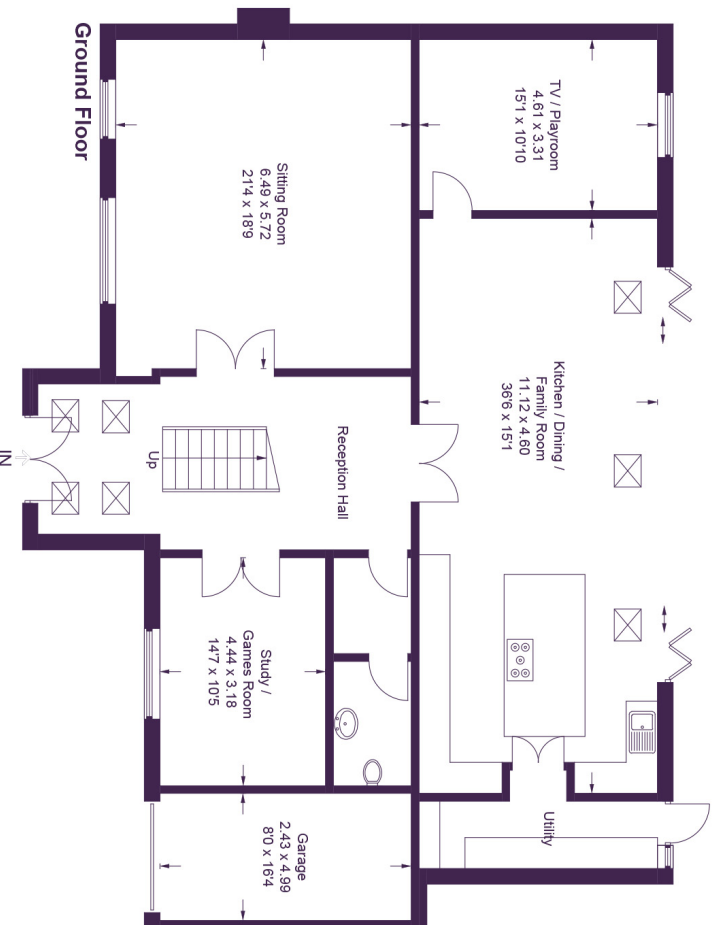 TV / Playroom
4.61 x 3.31
15'1 x 10'10
Kitchen / Dining /
Family Room
11.12 x 4.60
36'6 x 15'1
Utility
Sitting Room
6.49 x 5.72
21'4 x 18'9
Reception Hall
Up
Study /
Games Room
4.44 x 3.18
14'7 x 10'5
Garage
2.43 x 4.99
8'0 x 16'4
IN
Ground Floor